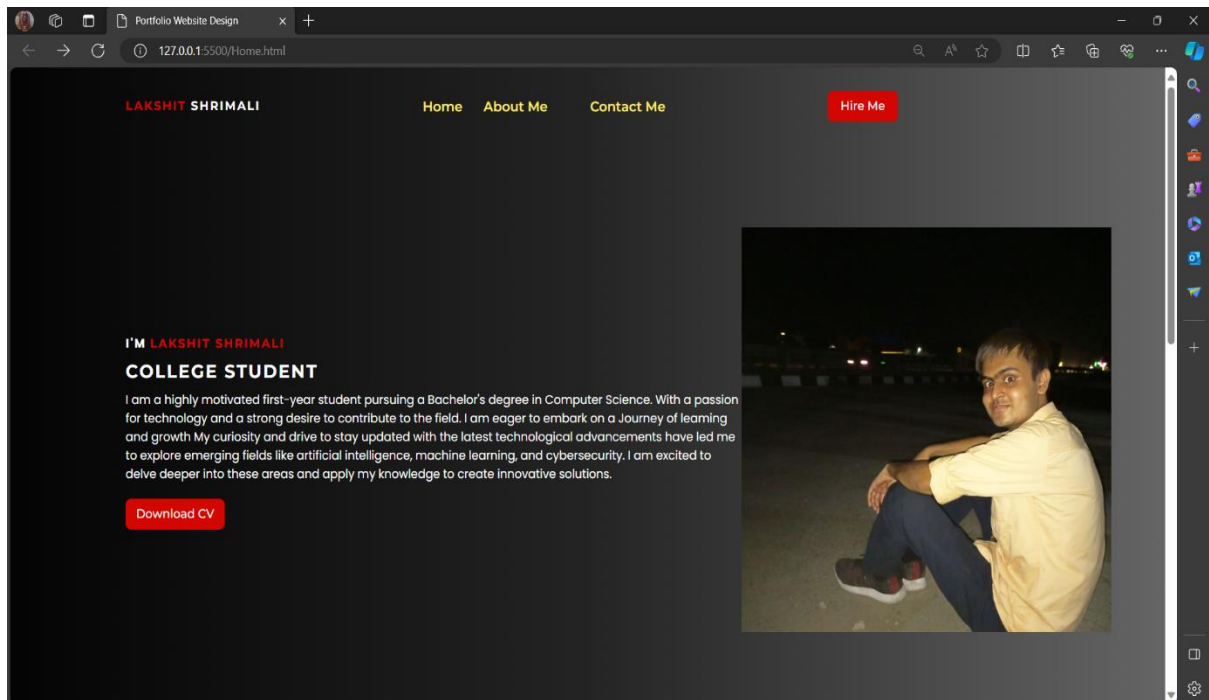 Portfolio Website Design
127.0.0.1:5500/Home.html
LAKSHIT SHRIMALI
Home About Me Contact Me
Hire Me
I'M LAKSHIT SHRIMALI
COLLEGE STUDENT
I am a highly motivated first-year student pursuing a Bachelor's degree in Computer Science. With a passion
for technology and a strong desire to contribute to the field. I am eager to embark on a Journey of learning
and growth My curiosity and drive to stay updated with the latest technological advancements have led me
to explore emerging fields like artificial intelligence, machine learning, and cybersecurity. I am excited to
delve deeper into these areas and apply my knowledge to create innovative solutions.
Download CV